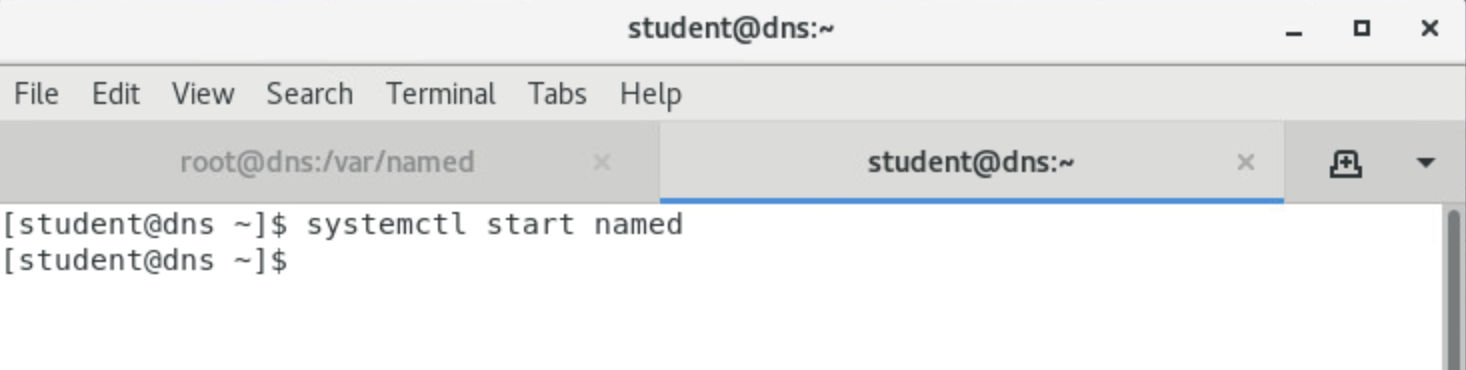 student@dns:~
File Edit View Search Terminal Tabs Help
root@dns:/var/named student@dns:~
[student@dns ~]$ systemctl start named
[student@dns ~]$